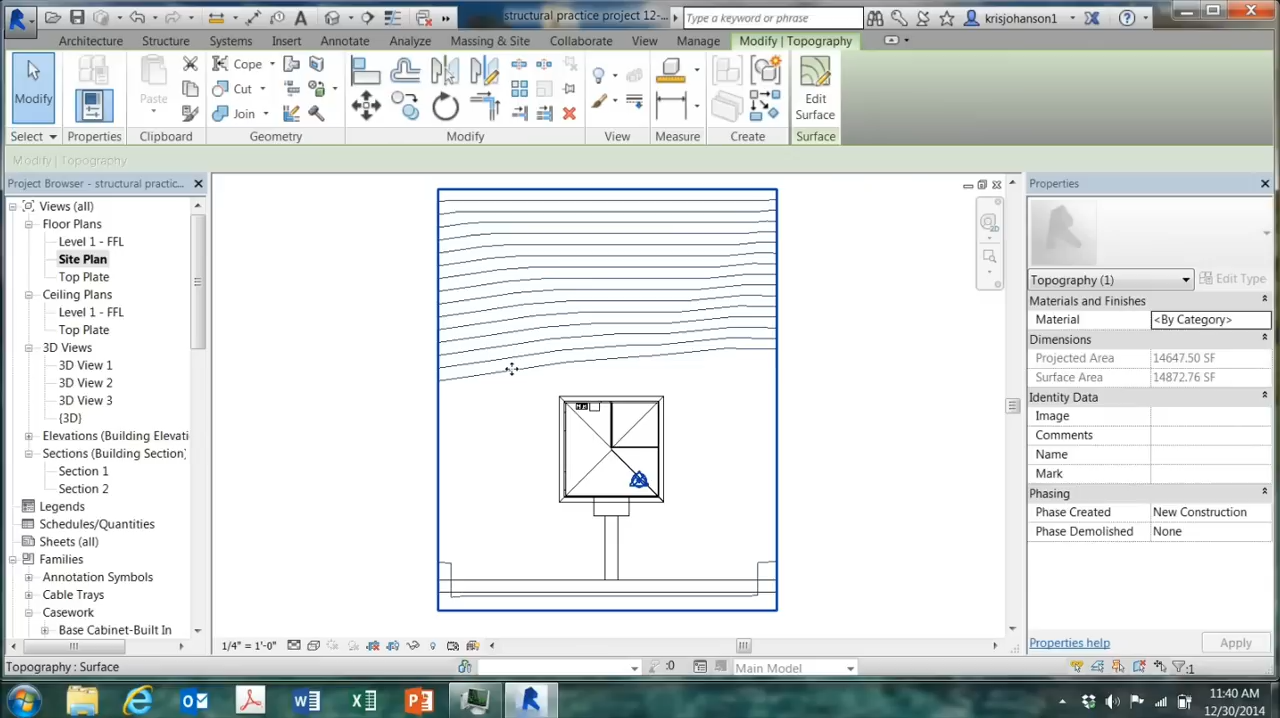 structural practice project 12-...
Type a keyword or phrase
krisjohanson1
Architecture Structure Systems Insert Annotate Analyze Massing & Site Collaborate View Manage Modify | Topography
Modify
Paste
Cope
Cut
Join
Edit Surface
Select Properties Clipboard Geometry Modify View Measure Create Surface
Modify | Topography
Project Browser - structural practic...
Views (all)
Floor Plans
Level 1 - FFL
Site Plan
Top Plate
Ceiling Plans
Level 1 - FFL
Top Plate
3D Views
3D View 1
3D View 2
3D View 3
{3D}
Elevations (Building Elevati
Sections (Building Section)
Section 1
Section 2
Legends
Schedules/Quantities
Sheets (all)
Families
Annotation Symbols
Cable Trays
Casework
Base Cabinet-Built In
2D
Properties
Topography (1)
Edit Type
Materials and Finishes
Material <By Category>
Dimensions
Projected Area 14647.50 SF
Surface Area 14872.76 SF
Identity Data
Image
Comments
Name
Mark
Phasing
Phase Created New Construction
Phase Demolished None
Properties help
Apply
1/4" = 1'-0"
Topography : Surface
:0
Main Model
:1
11:40 AM
12/30/2014